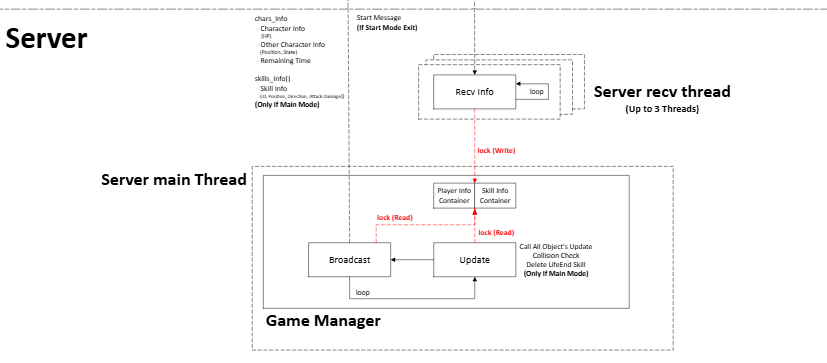 Server
chars_info
Character Info
(HP)
Other Character Info
(Position, State)
Remaining Time
skills_info[]
Skill Info
(ID, Position, Direction, Attack Damage)]
(Only If Main Mode)
Start Message
(If Start Mode Exit)
Recv Info
loop
Server recv thread
(Up to 3 Threads)
lock (Write)
Server main Thread
Player Info
Container
Skill Info
Container
lock (Read)
lock (Read)
Broadcast
Update
Call All Object's Update
Collision Check
Delete LifeEnd Skill
(Only If Main Mode)
loop
Game Manager